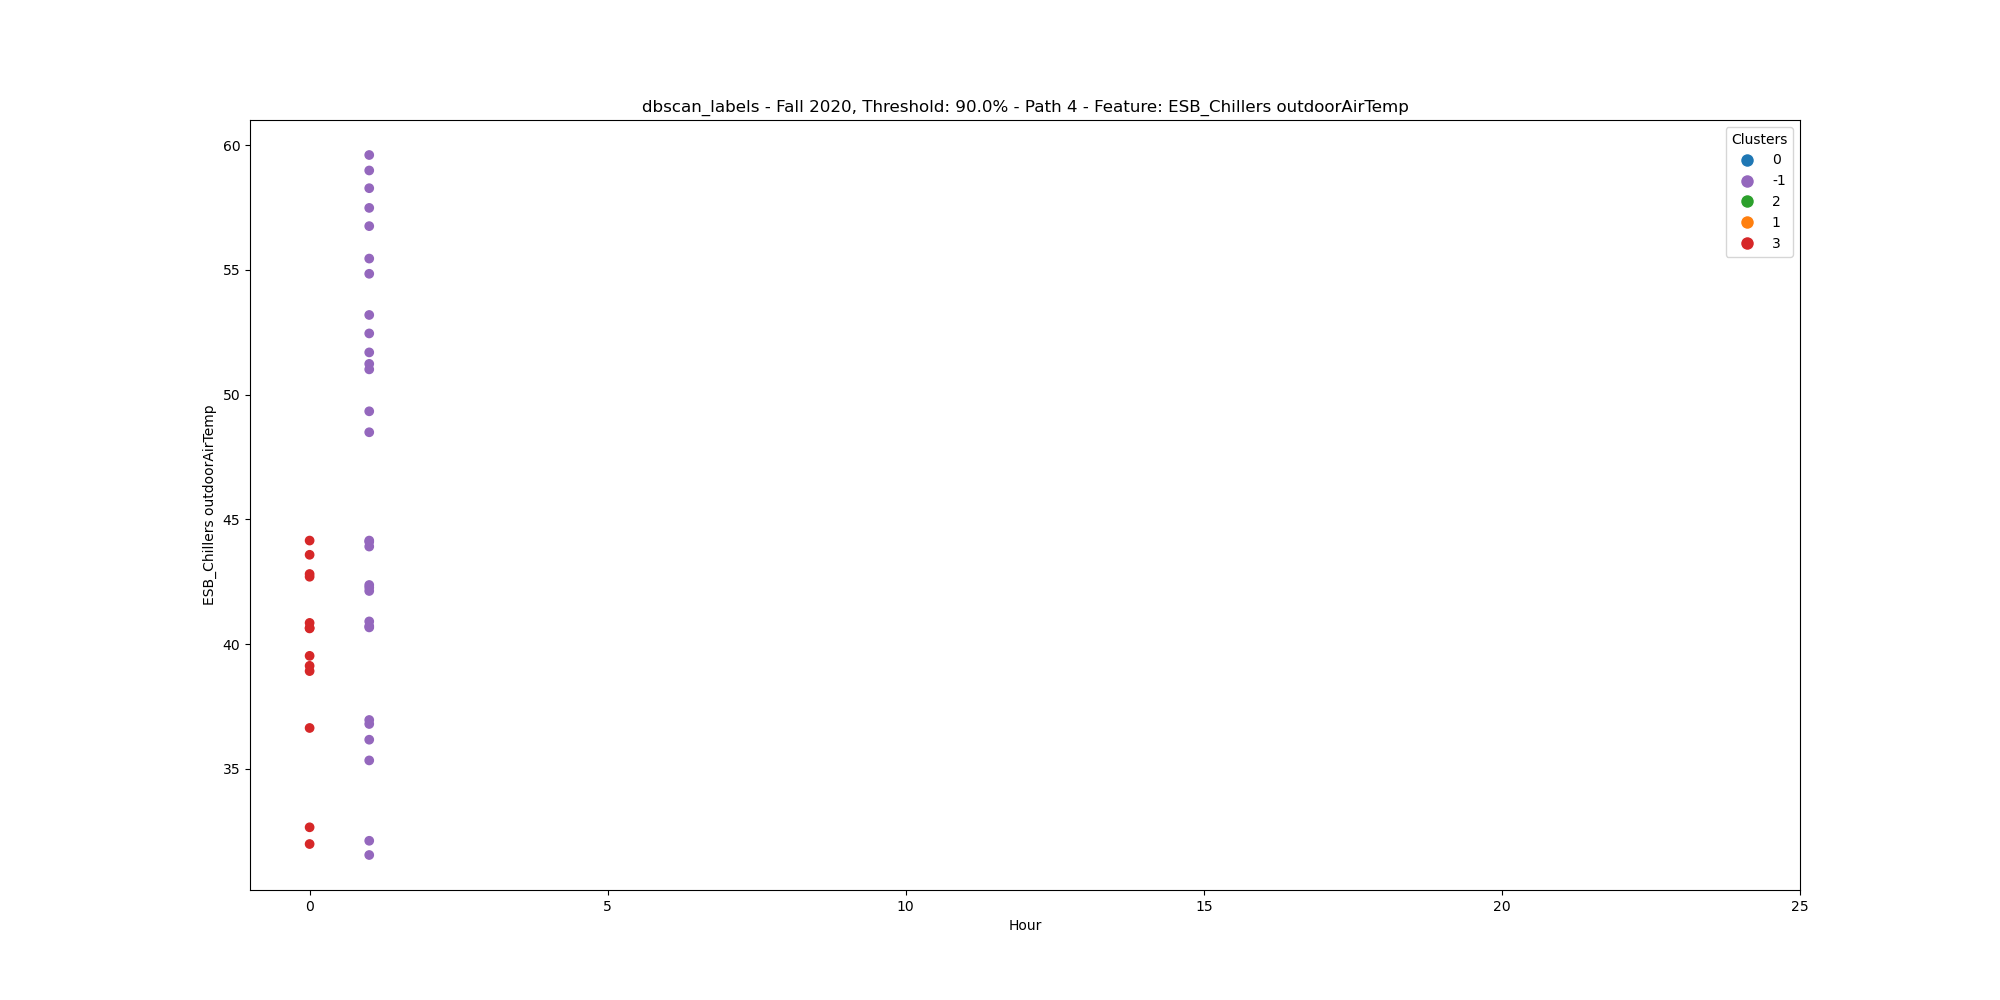 dbscan_labels - Fall 2020, Threshold: 90.0% - Path 4 - Feature: ESB_Chillers outdoorAirTemp
Clusters
0
-1
2
1
3
60
55
50
45
40
35
ESB_Chillers outdoorAirTemp
0 5 10 15 20 25
Hour